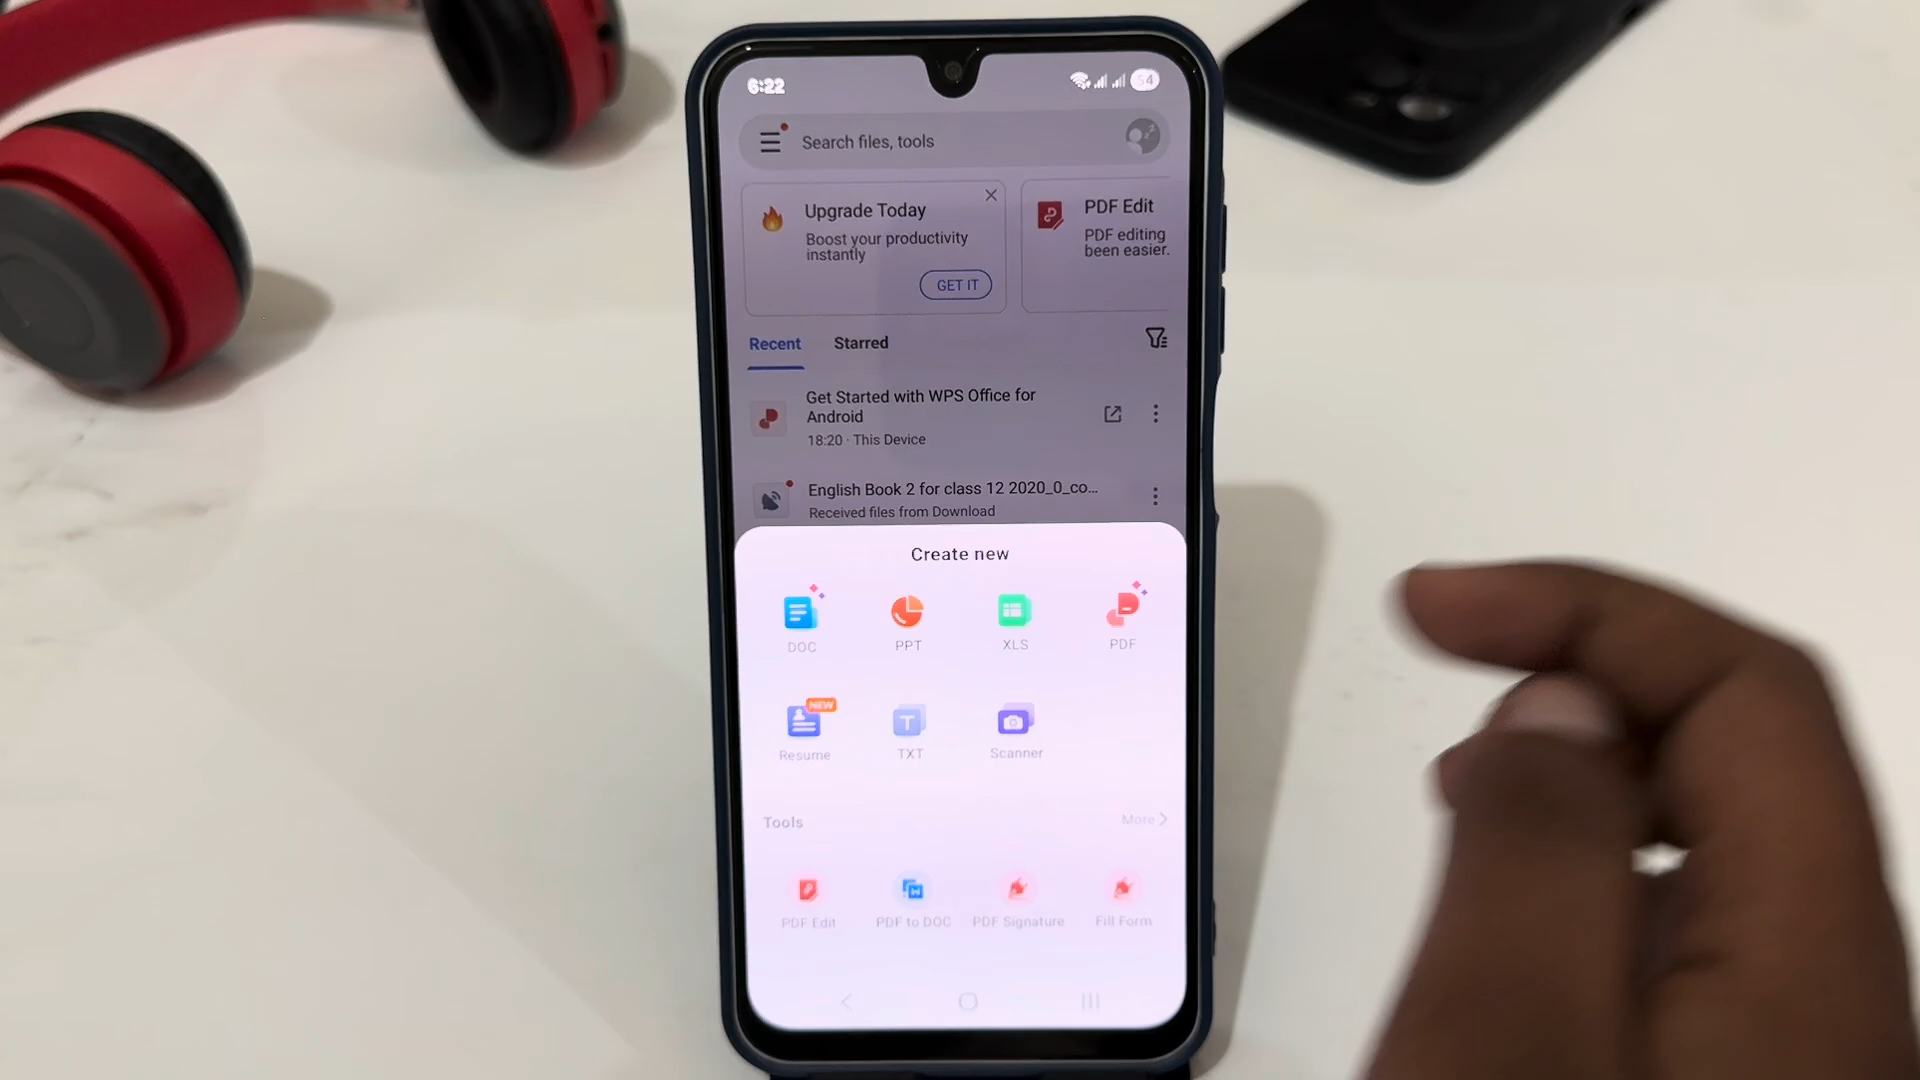 6:22
54
Search files, tools
Upgrade Today
Boost your productivity
instantly
GET IT
PDF Edit
PDF editing
been easier.
Recent
Starred
Get Started with WPS Office for
Android
18:20 · This Device
English Book 2 for class 12 2020_0_co...
Received files from Download
Create new
DOC
PPT
XLS
PDF
NEW
Resume
TXT
Scanner
Tools
More
PDF Edit
PDF to DOC
PDF Signature
Fill Form